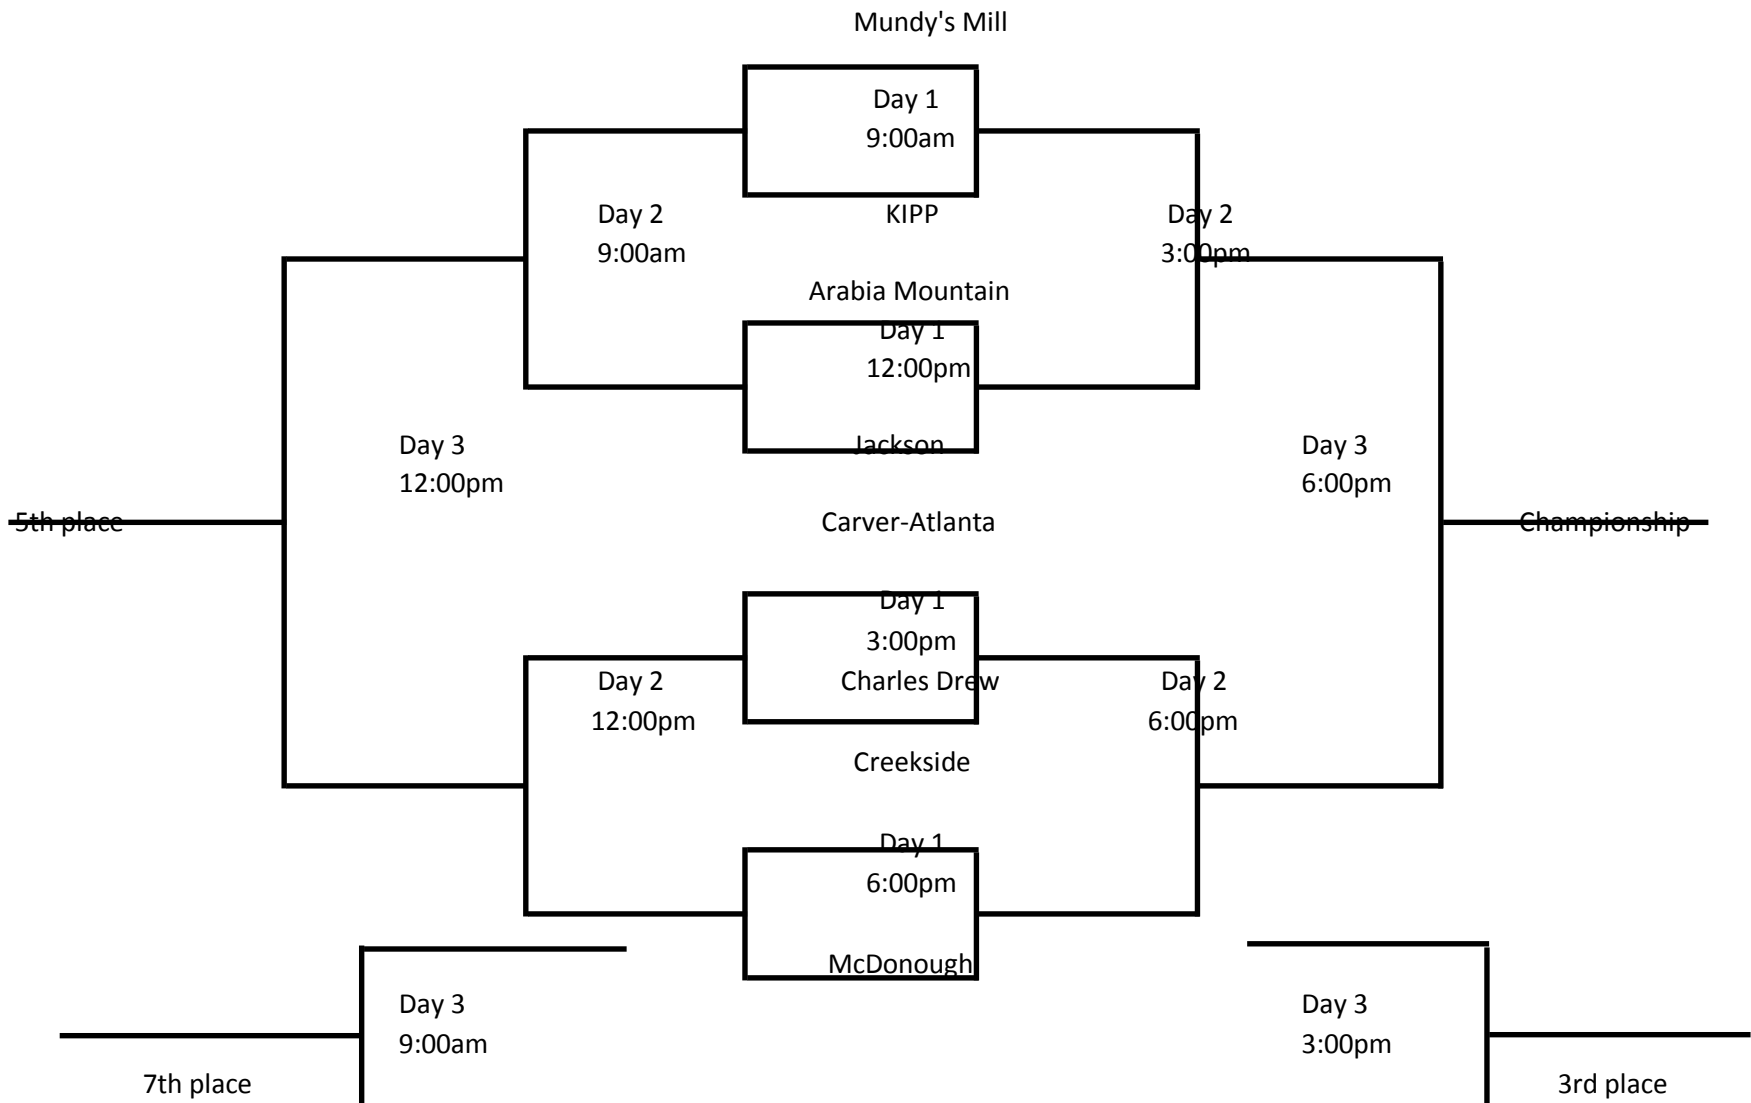 Mundy's Mill
Day 1
9:00am
Day 2
KIPP
Day 2
9:00am
3:00pm
Arabia Mountain
Day 1
12:00pm
Day 3
Jackson
Day 3
12:00pm
6:00pm
5th place
Carver-Atlanta
Championship
Day 1
3:00pm
Day 2
Charles Drew
Day 2
12:00pm
6:00pm
Creekside
Day 1
6:00pm
McDonough
Day 3
Day 3
9:00am
3:00pm
7th place
3rd place